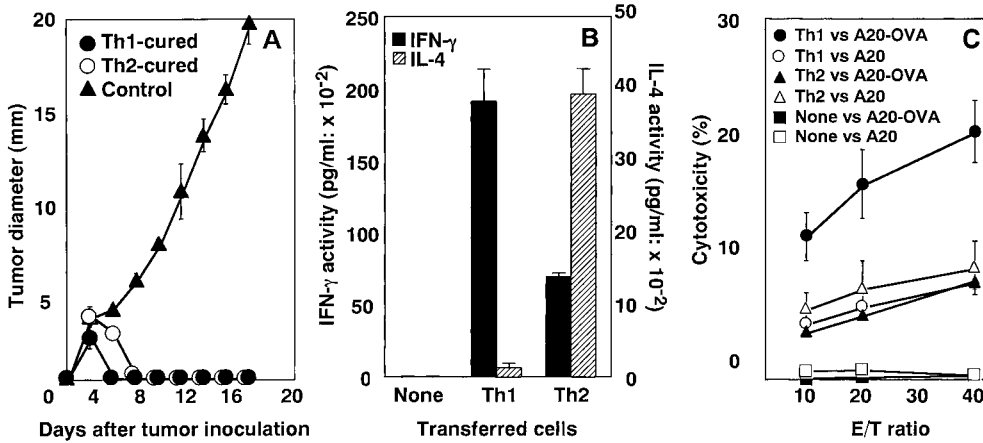 A
Th1-cured
Th2-cured
Control
Tumor diameter (mm)
20
15
10
5
0
0 4 8 12 16 20
Days after tumor inoculation
B
IFN-γ
IL-4
IFN-γ activity (pg/ml: x 10-2)
250
200
150
100
50
0
IL-4 activity (pg/ml: x 10-2)
50
40
30
20
10
0
None Th1 Th2
Transferred cells
C
Th1 vs A20-OVA
Th1 vs A20
Th2 vs A20-OVA
Th2 vs A20
None vs A20-OVA
None vs A20
Cytotoxicity (%)
30
20
10
0
10 20 40
E/T ratio